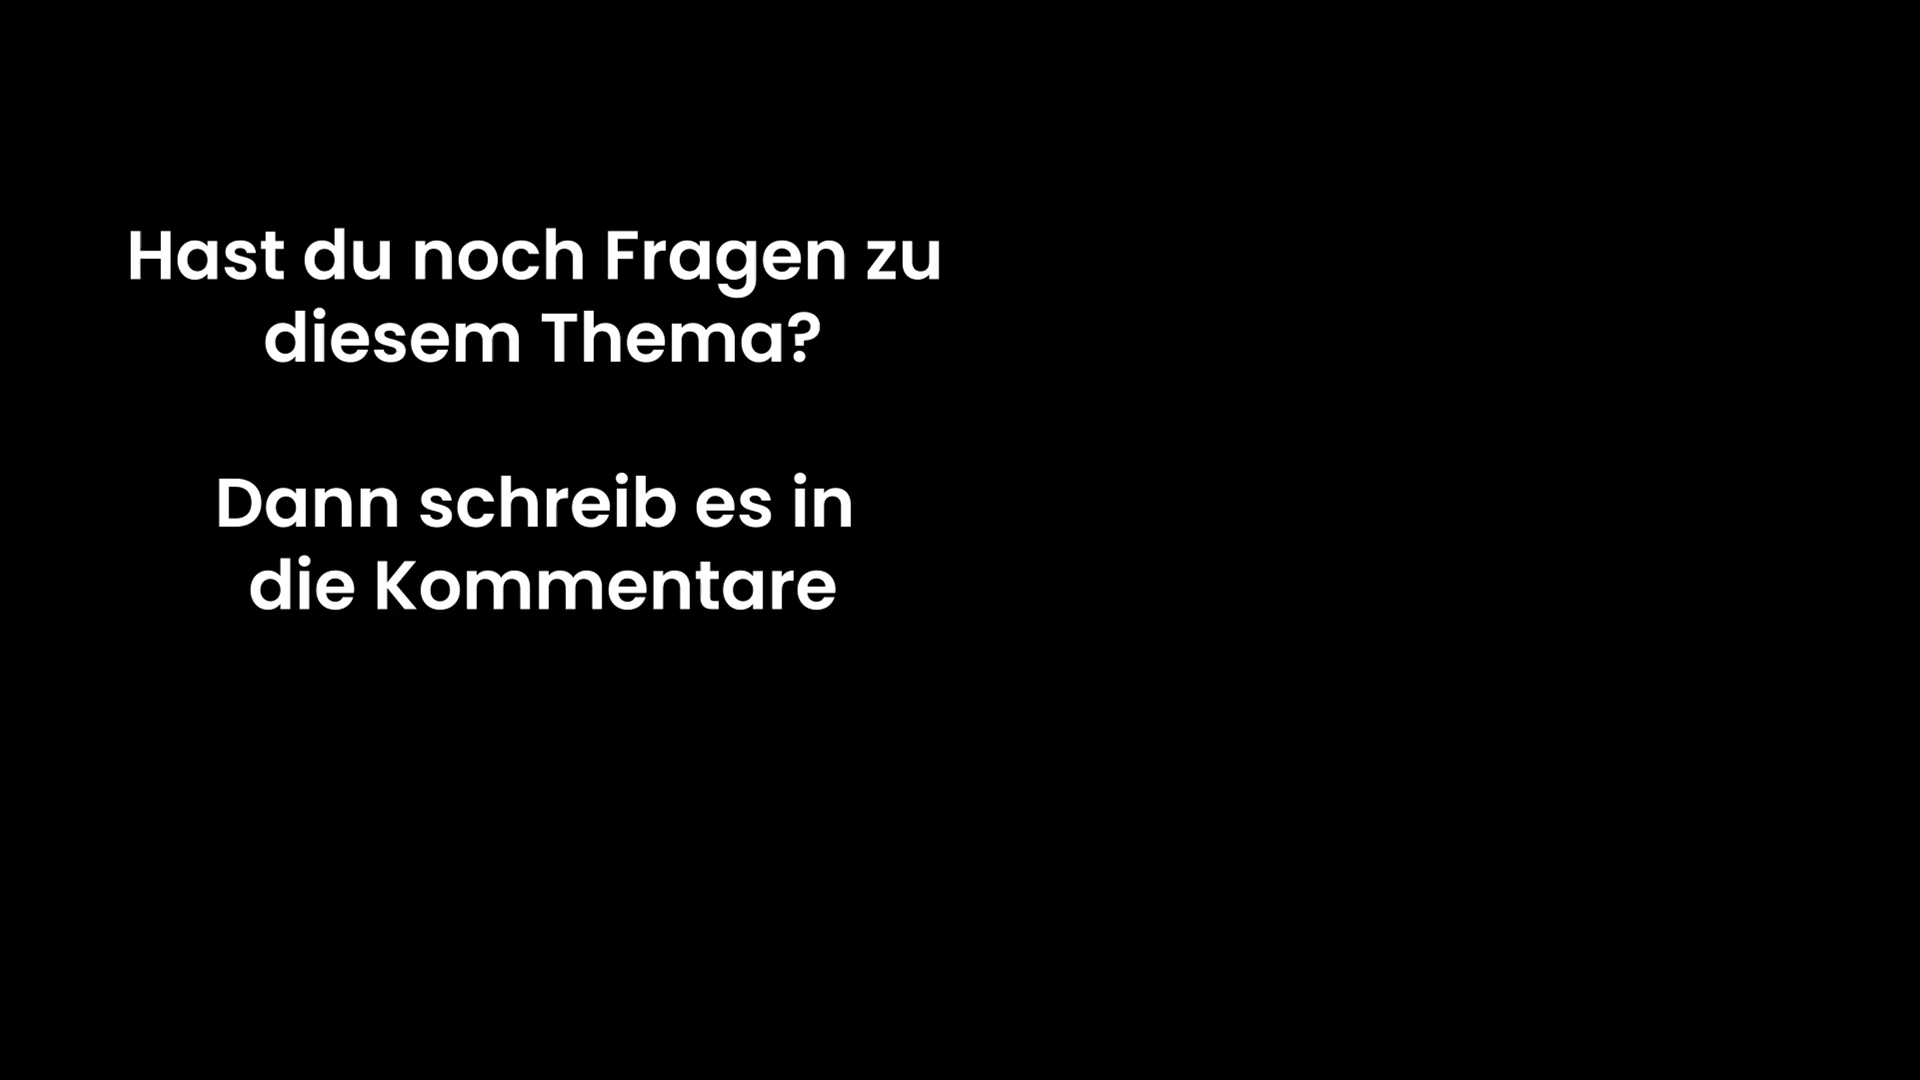 Hast du noch Fragen zu
diesem Thema?
Dann schreib es in
die Kommentare